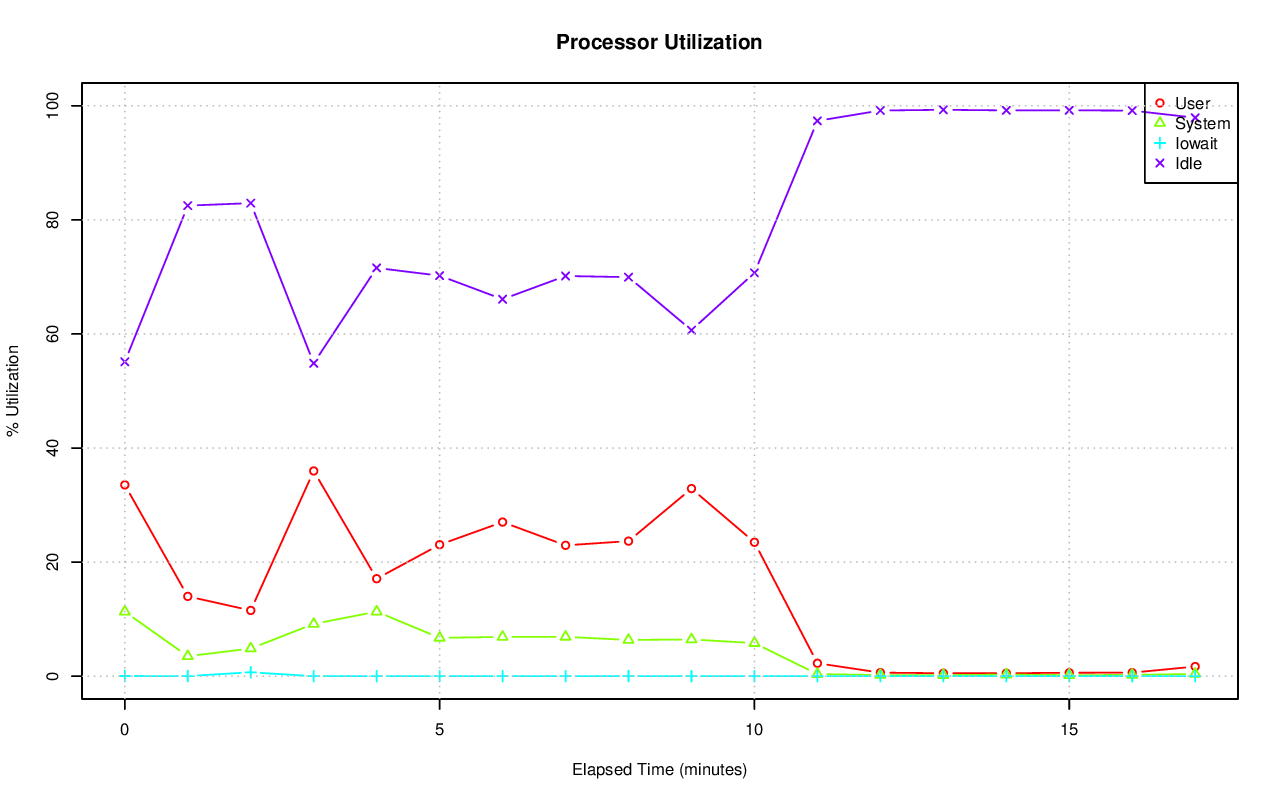 Processor Utilization
User
System
Iowait
Idle
% Utilization
100
80
60
40
20
0
0 5 10 15
Elapsed Time (minutes)